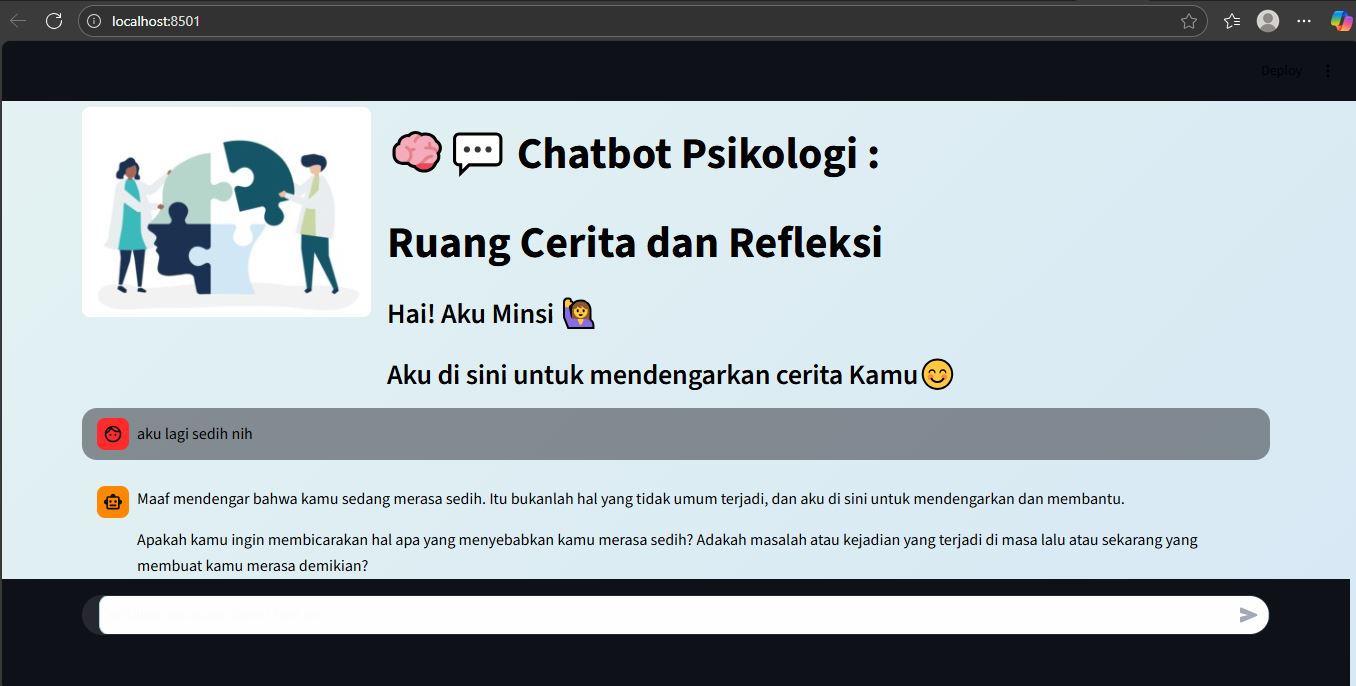 localhost:8501
Deploy
Chatbot Psikologi :
Ruang Cerita dan Refleksi
Hai! Aku Minsi
Aku di sini untuk mendengarkan cerita Kamu
aku lagi sedih nih
Maaf mendengar bahwa kamu sedang merasa sedih. Itu bukanlah hal yang tidak umum terjadi, dan aku di sini untuk mendengarkan dan membantu.
Apakah kamu ingin membicarakan hal apa yang menyebabkan kamu merasa sedih? Adakah masalah atau kejadian yang terjadi di masa lalu atau sekarang yang
membuat kamu merasa demikian?